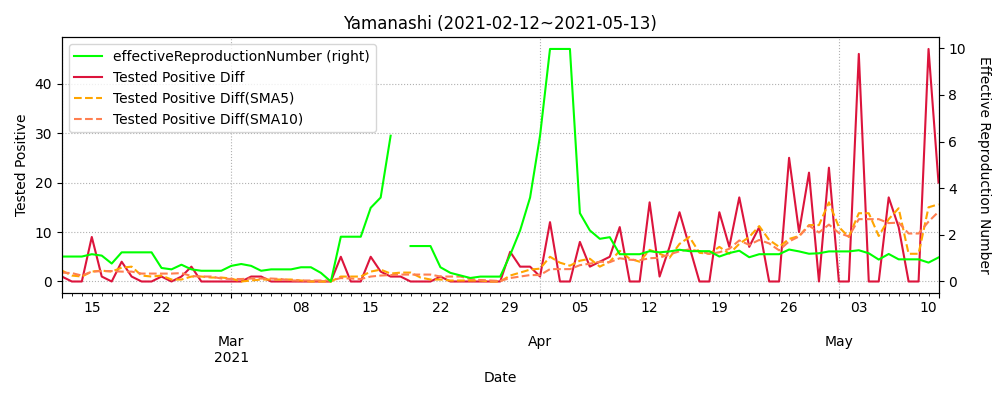 Yamanashi (2021-02-12~2021-05-13)
effectiveReproductionNumber (right)
Tested Positive Diff
Tested Positive Diff(SMA5)
Tested Positive Diff(SMA10)
Tested Positive
0
10
20
30
40
Effective Reproduction Number
0
2
4
6
8
10
15 22 08 15 22 29 05 12 19 26 03 10
Mar Apr May
2021
Date